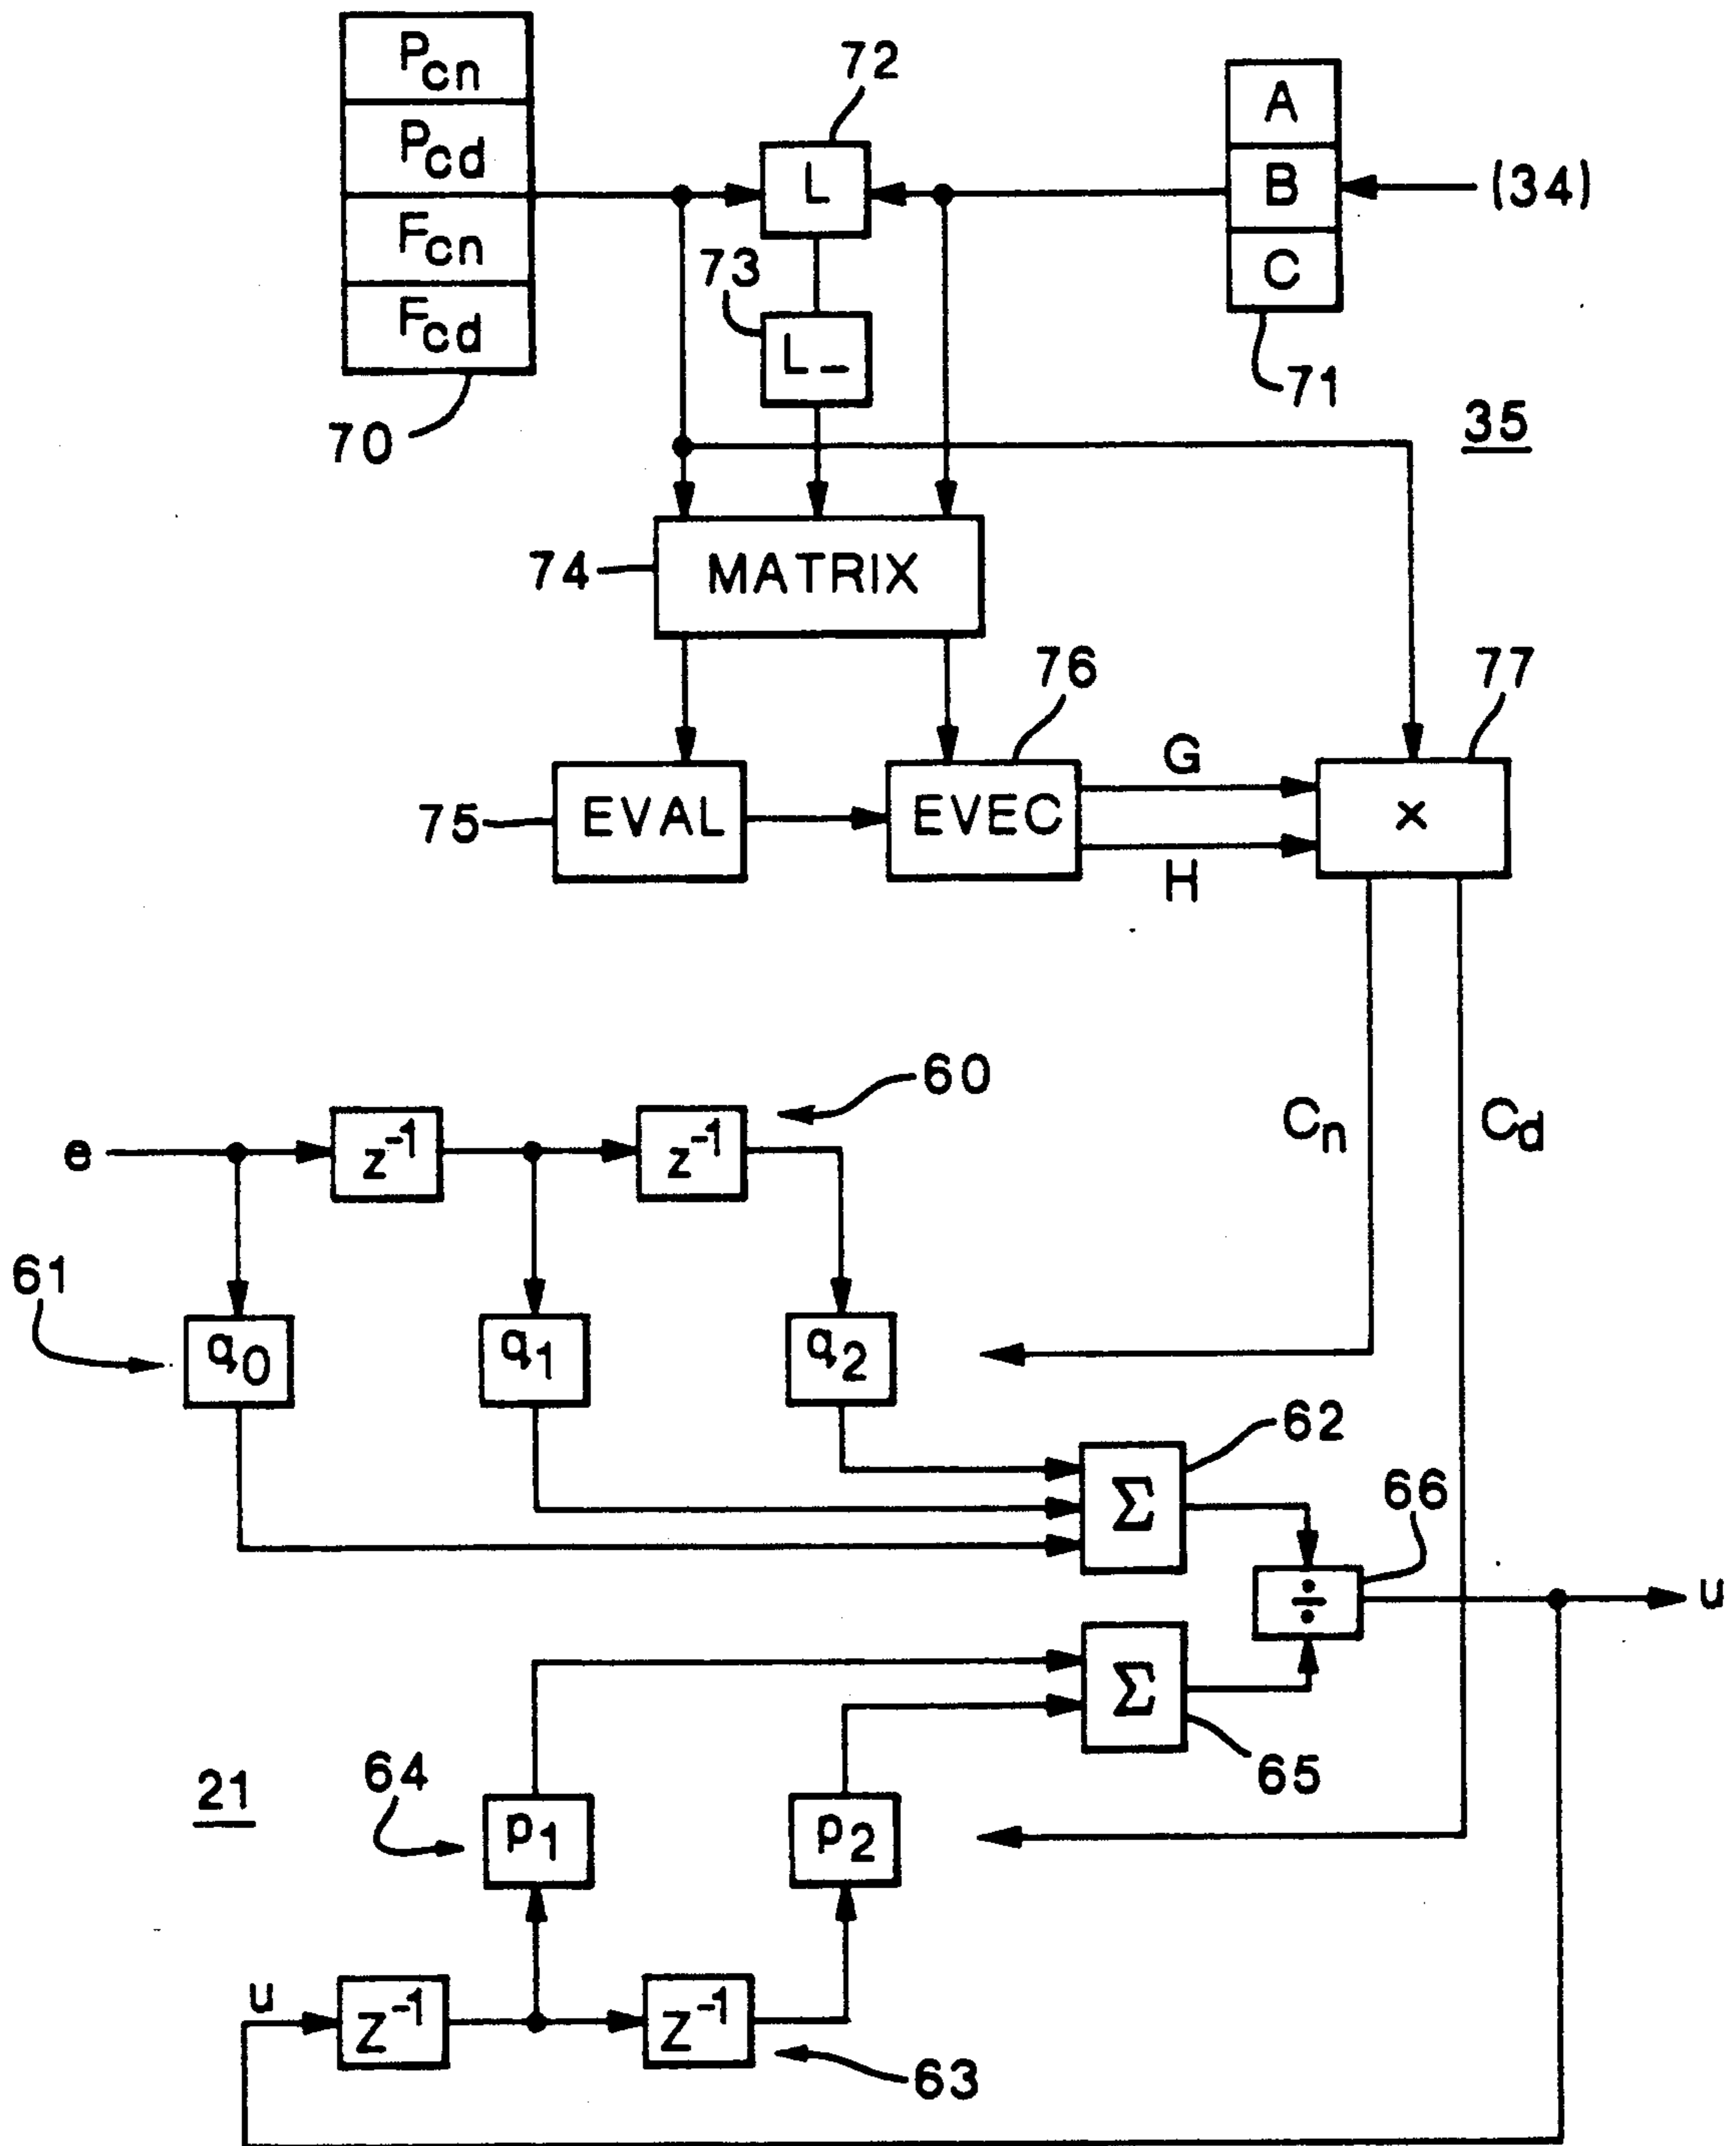 Pcn
Pcd
Fcn
Fcd
70
72
L
73
L-
A
B
C
(34)
71
35
74
MATRIX
76
77
75
EVAL
EVEC
G
H
x
60
e
z-1
z-1
Cn
Cd
61
q0
q1
q2
62
Σ
66
÷
u
Σ
65
64
21
p1
p2
u
z-1
z-1
63